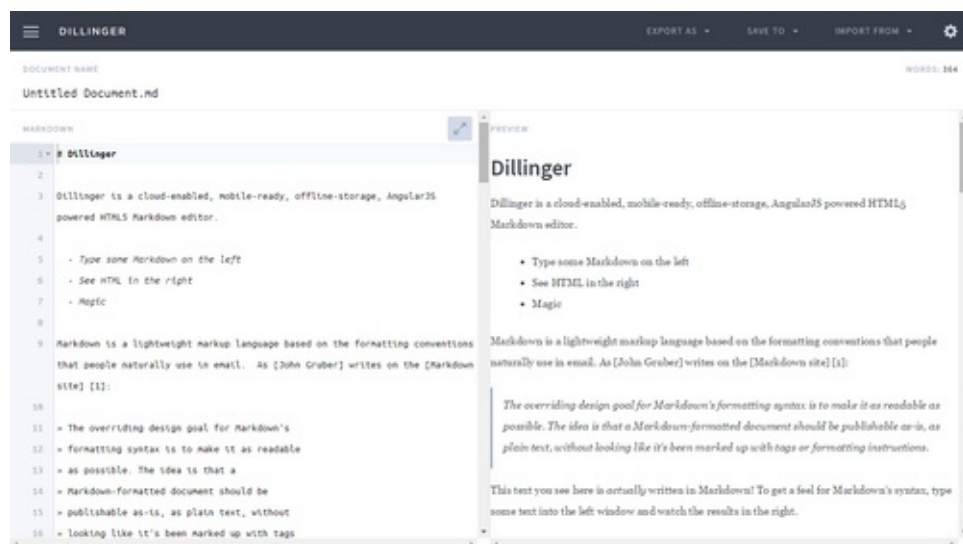 DILLINGER
EXPORT AS
SAVE TO
IMPORT FROM
DOCUMENT NAME
WORDS: 364
Untitled Document.md
MARKDOWN
1 # Dillinger
2
3 Dillinger is a cloud-enabled, mobile-ready, offline-storage, AngularJS
powered HTML5 Markdown editor.
4
5 - Type some Markdown on the left
6 - See HTML in the right
7 - Magic
8
9 Markdown is a lightweight markup language based on the formatting conventions
that people naturally use in email.  As [John Gruber] writes on the [Markdown
site] [1]:
10
11 > The overriding design goal for Markdown's
12 > formatting syntax is to make it as readable
13 > as possible. The idea is that a
14 > Markdown-formatted document should be
15 > publishable as-is, as plain text, without
16 > looking like it's been marked up with tags
PREVIEW
Dillinger
Dillinger is a cloud-enabled, mobile-ready, offline-storage, AngularJS powered HTML5
Markdown editor.
• Type some Markdown on the left
• See HTML in the right
• Magic
Markdown is a lightweight markup language based on the formatting conventions that people
naturally use in email. As [John Gruber] writes on the [Markdown site] [1]:
The overriding design goal for Markdown's formatting syntax is to make it as readable as
possible. The idea is that a Markdown-formatted document should be publishable as-is, as
plain text, without looking like it's been marked up with tags or formatting instructions.
This text you see here is actually written in Markdown! To get a feel for Markdown's syntax, type
some text into the left window and watch the results in the right.